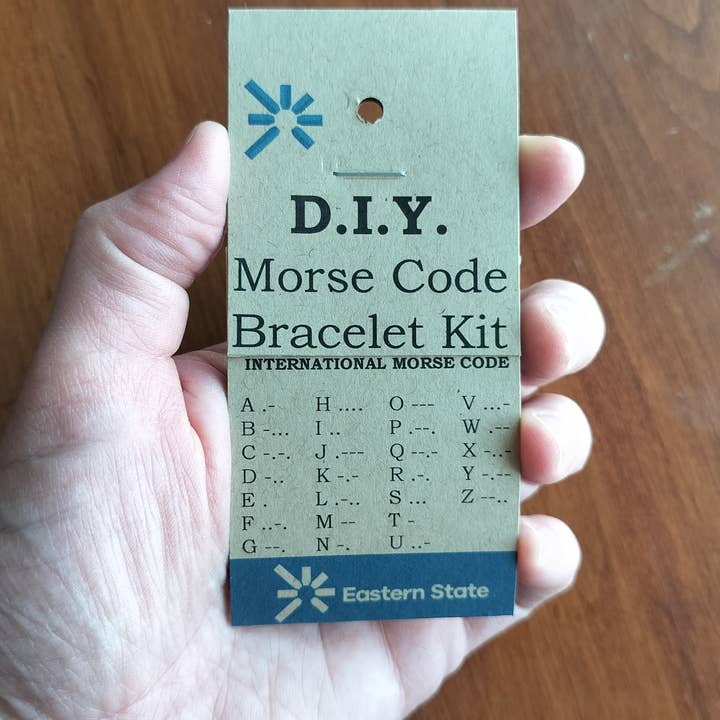 D.I.Y.
Morse Code
Bracelet Kit
INTERNATIONAL MORSE CODE
A .- H .... O --- V ...-
B -... I .. P .--. W .--
C -.-. J .--- Q --.- X -..-
D -.. K -.- R .-. Y -.--
E . L .-.. S ... Z --..
F ..-. M -- T -
G --. N -. U ..-
Eastern State